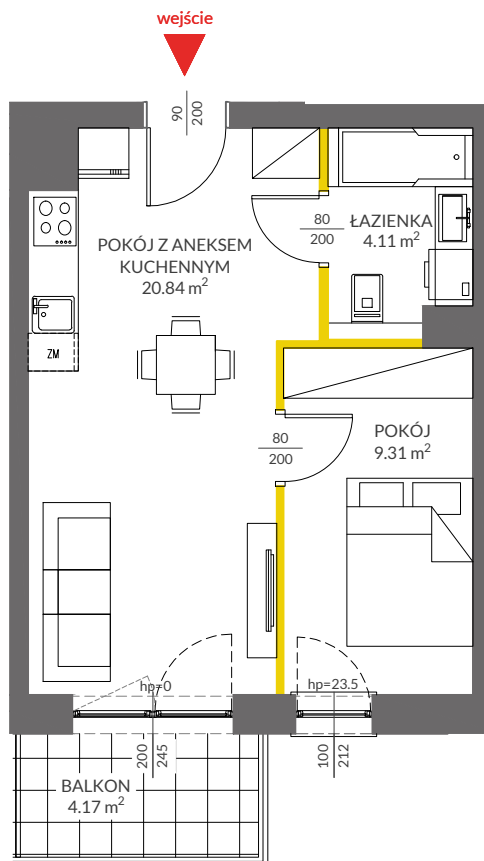 wejście
90
200
80
200
ŁAZIENKA
4.11 m²
POKÓJ Z ANEKSEM
KUCHENNYM
20.84 m²
ZM
80
200
POKÓJ
9.31 m²
hp=0
hp=23.5
200
245
100
212
BALKON
4.17 m²